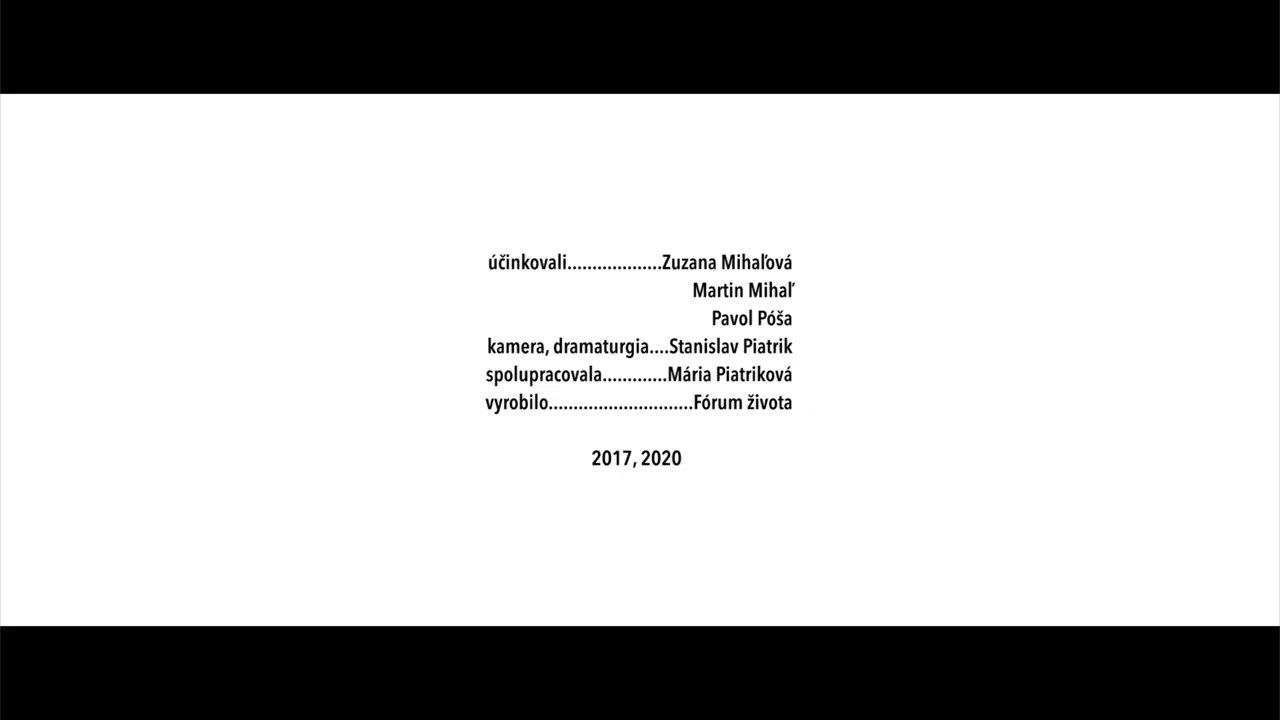 účinkovali...................Zuzana Mihaľová
Martin Mihaľ
Pavol Póša
kamera, dramaturgia....Stanislav Piatrik
spolupracovala.............Mária Piatriková
vyrobilo.............................Fórum života
2017, 2020